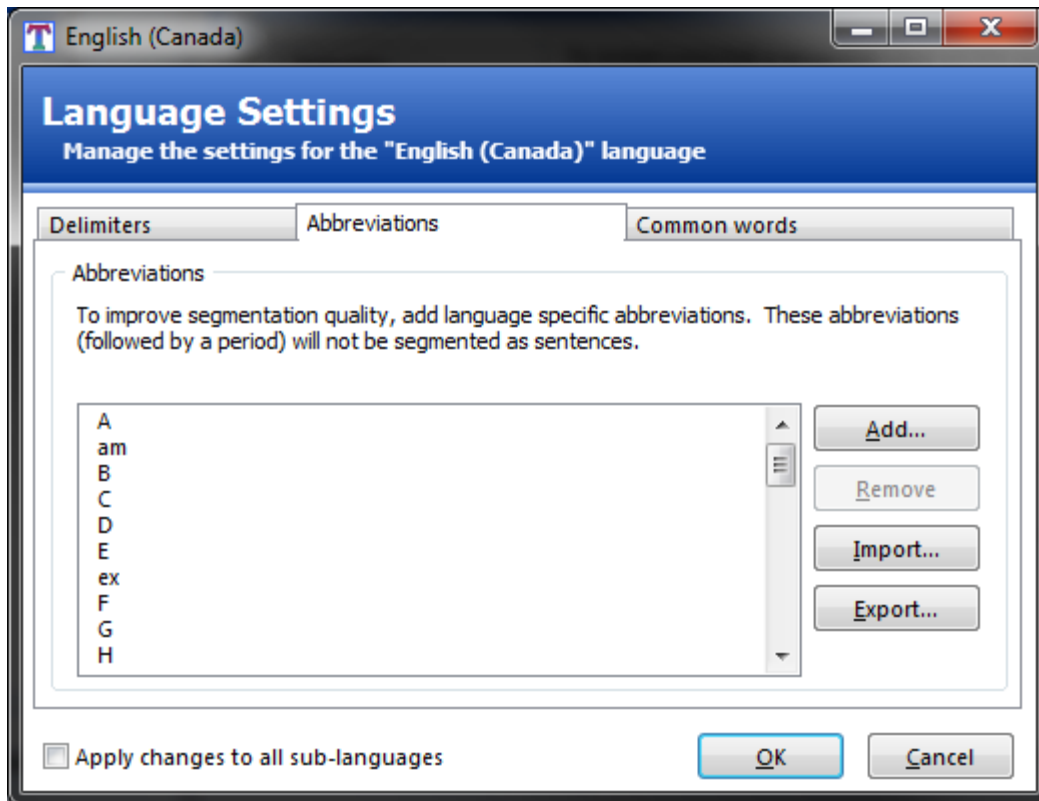 English (Canada)
Language Settings
Manage the settings for the "English (Canada)" language
Delimiters
Abbreviations
Common words
Abbreviations
To improve segmentation quality, add language specific abbreviations.  These abbreviations
(followed by a period) will not be segmented as sentences.
A
am
B
C
D
E
ex
F
G
H
Add...
Remove
Import...
Export...
Apply changes to all sub-languages
OK
Cancel